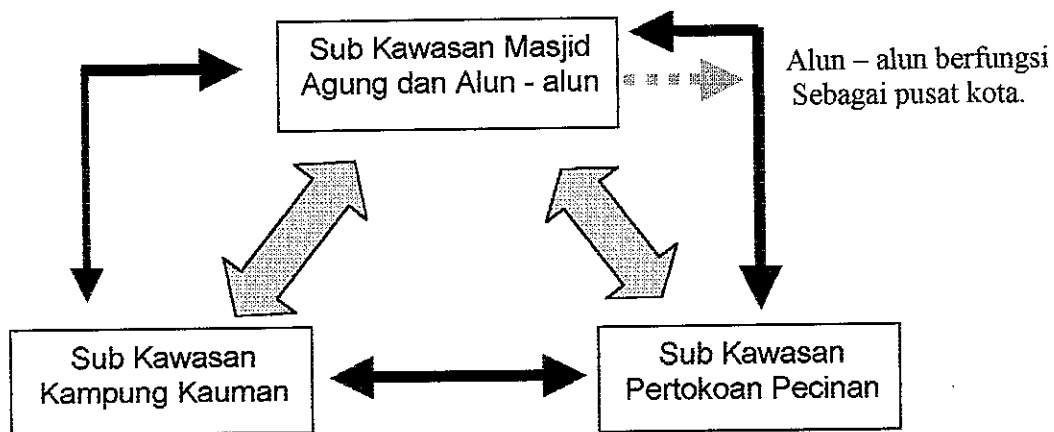 Sub Kawasan Masjid
Agung dan Alun - alun
Alun – alun berfungsi
Sebagai pusat kota.
Sub Kawasan
Kampung Kauman
Sub Kawasan
Pertokoan Pecinan